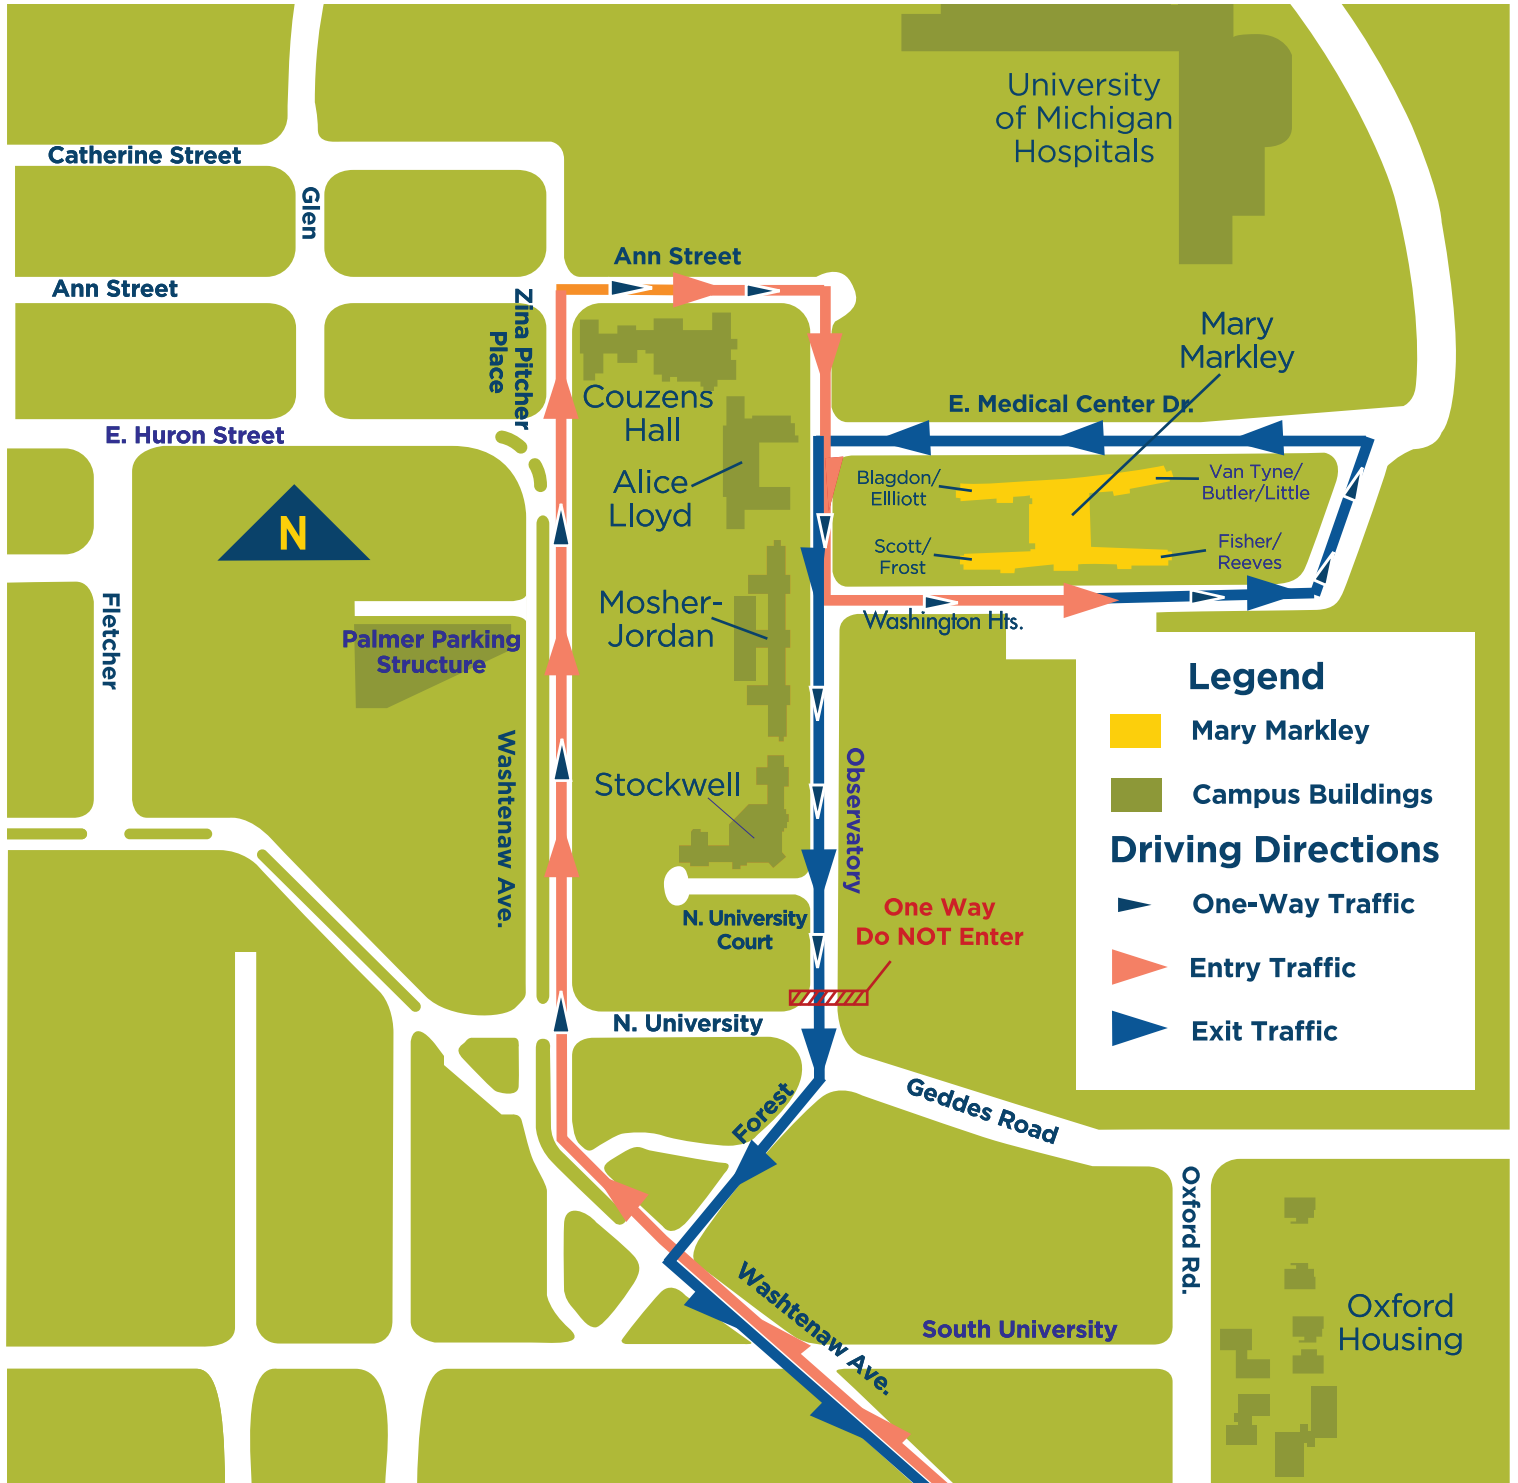 University
of Michigan
Hospitals
Catherine Street
Glen
Ann Street
Ann Street
Zina Pitcher
Place
Mary
Markley
Couzens
Hall
E. Medical Center Dr.
E. Huron Street
Alice
Lloyd
Blagdon/
Ellliott
Van Tyne/
Butler/Little
N
Scott/
Frost
Fisher/
Reeves
Fletcher
Mosher-
Jordan
Washington Hts.
Palmer Parking
Structure
Legend
Mary Markley
Campus Buildings
Driving Directions
One-Way Traffic
Entry Traffic
Exit Traffic
Washtenaw Ave.
Stockwell
Observatory
N. University
Court
One Way
Do NOT Enter
N. University
Forest
Geddes Road
Oxford Rd.
Washtenaw Ave.
South University
Oxford
Housing